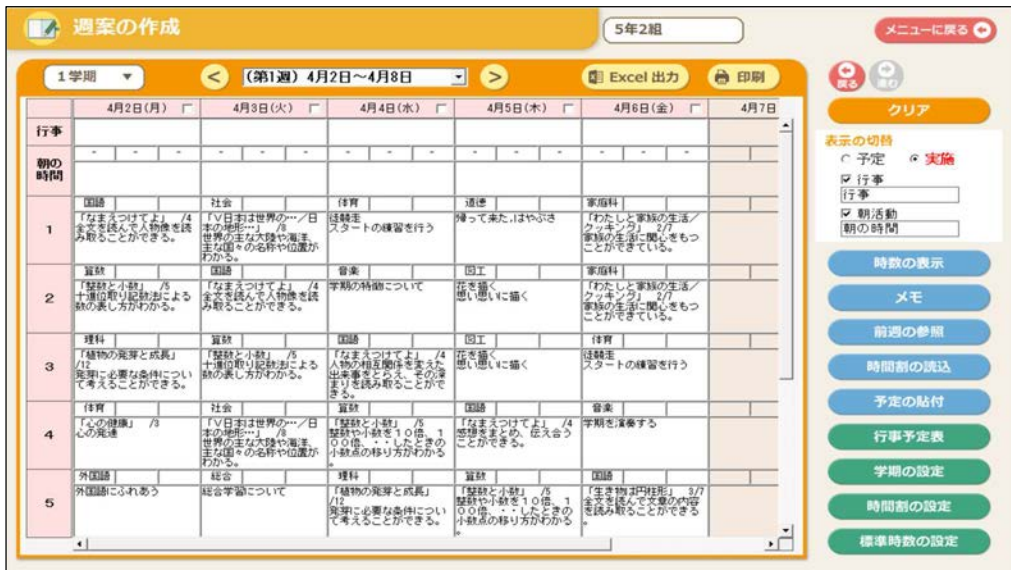 週案の作成
5年2組
メニューに戻る
1学期
(第1週) 4月2日～4月8日
Excel 出力
印刷
戻る
進む
4月2日(月)
4月3日(火)
4月4日(水)
4月5日(木)
4月6日(金)
4月7日
行事
朝の
時間
- - - - - - - - - - - - - - -
1
国語
「なまえつけてよ」 /4
全文を読んで人物像を読
み取ることができる。
社会
「Ⅴ日本は世界の…／日
本の地形…」 /8
世界の主な大陸や海洋、
主な国々の名称や位置が
わかる。
体育
徒競走
スタートの練習を行う
道徳
帰って来た,はやぶさ
家庭科
「わたしと家族の生活／
クッキング」 2/7
家族の生活に関心をもつ
ことができている。
2
算数
「整数と小数」 /5
十進位取り記数法による
数の表し方がわかる。
国語
「なまえつけてよ」 /4
全文を読んで人物像を読
み取ることができる。
音楽
学期の特徴について
図工
花を描く
思い思いに描く
家庭科
「わたしと家族の生活／
クッキング」 2/7
家族の生活に関心をもつ
ことができている。
3
理科
「植物の発芽と成長」
/12
発芽に必要な条件につい
て考えることができる。
算数
「整数と小数」 /5
十進位取り記数法による
数の表し方がわかる。
国語
「なまえつけてよ」 /4
人物の相互関係を変えた
出来事をとらえ、その深
まりを読み取ることがで
きる。
図工
花を描く
思い思いに描く
体育
徒競走
スタートの練習を行う
4
体育
「心の健康」 /3
心の発達
社会
「Ⅴ日本は世界の…／日
本の地形…」 /8
世界の主な大陸や海洋、
主な国々の名称や位置が
わかる。
算数
「整数と小数」 /5
整数や小数を１０倍、１
００倍、・・したときの
小数点の移り方がわかる
国語
「なまえつけてよ」 /4
感想をまとめ、伝え合う
ことができる。
音楽
学期を演奏する
5
外国語
外国語にふれあう
総合
総合学習について
理科
「植物の発芽と成長」
/12
発芽に必要な条件につい
て考えることができる。
算数
「整数と小数」 /5
整数や小数を１０倍、１
００倍、・・したときの
小数点の移り方がわかる
。
国語
「生き物は円柱形」 3/7
全文を読んで文章の内容
を読み取ることができる
。
クリア
表示の切替
予定 実施
行事
行事
朝活動
朝の時間
時数の表示
メモ
前週の参照
時間割の読込
予定の貼付
行事予定表
学期の設定
時間割の設定
標準時数の設定